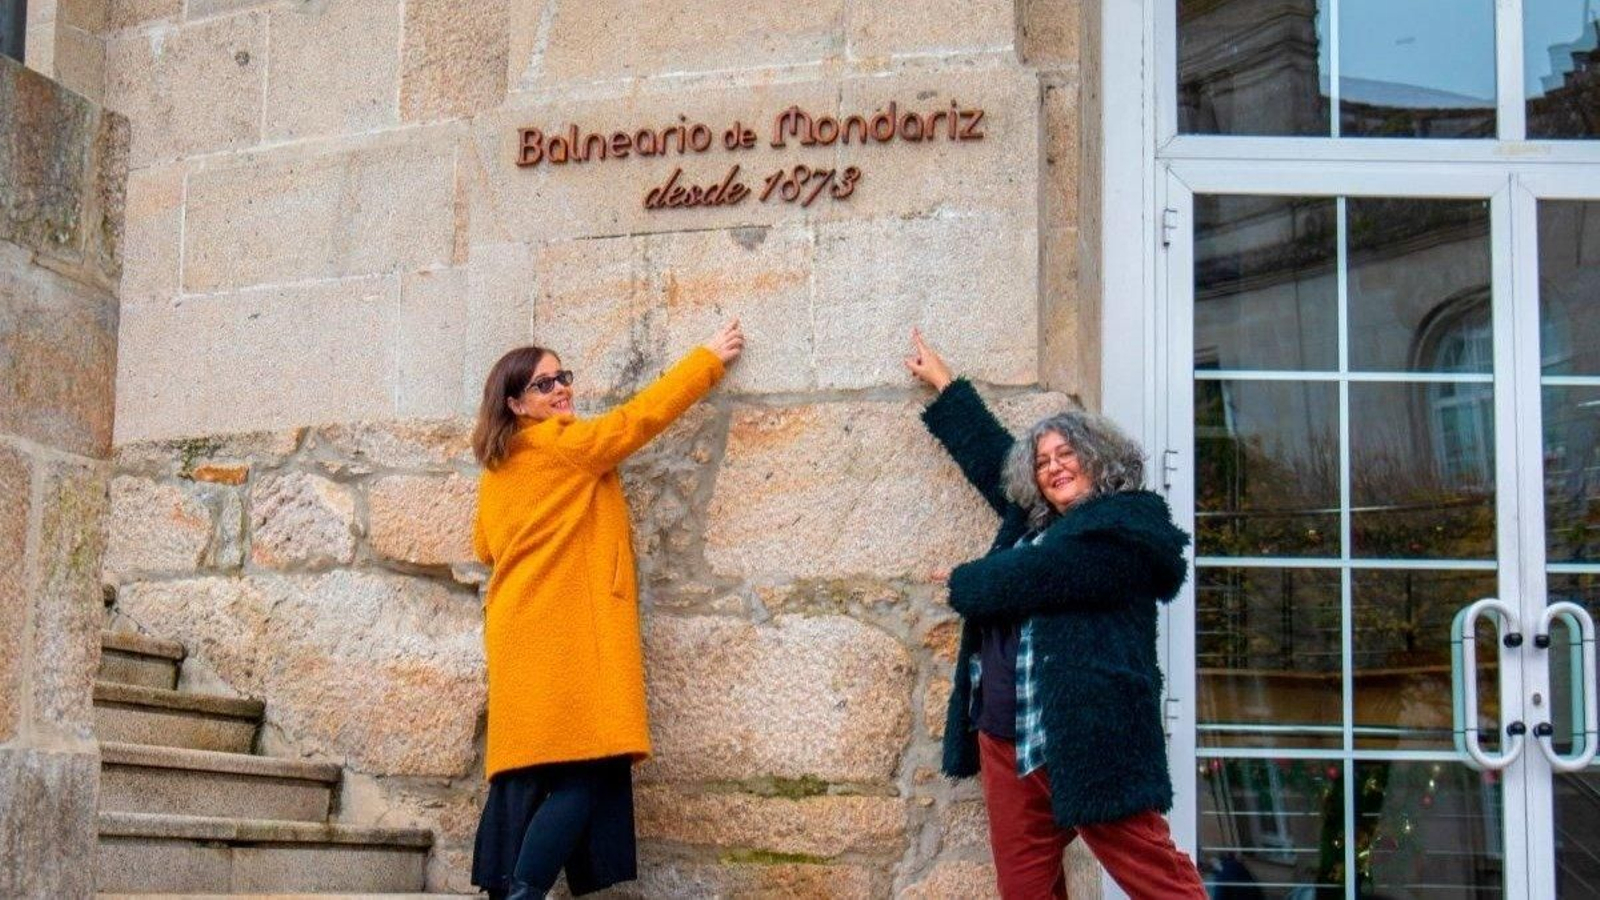 Balneario de Mondariz
desde 1873